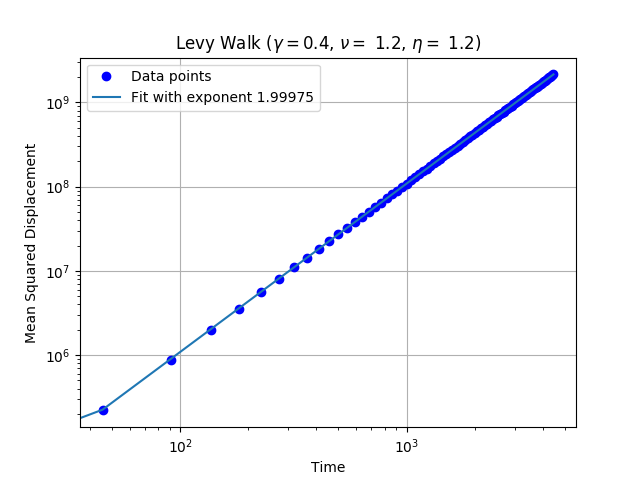 Levy Walk (γ = 0.4, ν = 1.2, η = 1.2)
Data points
Fit with exponent 1.99975
Mean Squared Displacement
10⁹
10⁸
10⁷
10⁶
10² 10³
Time